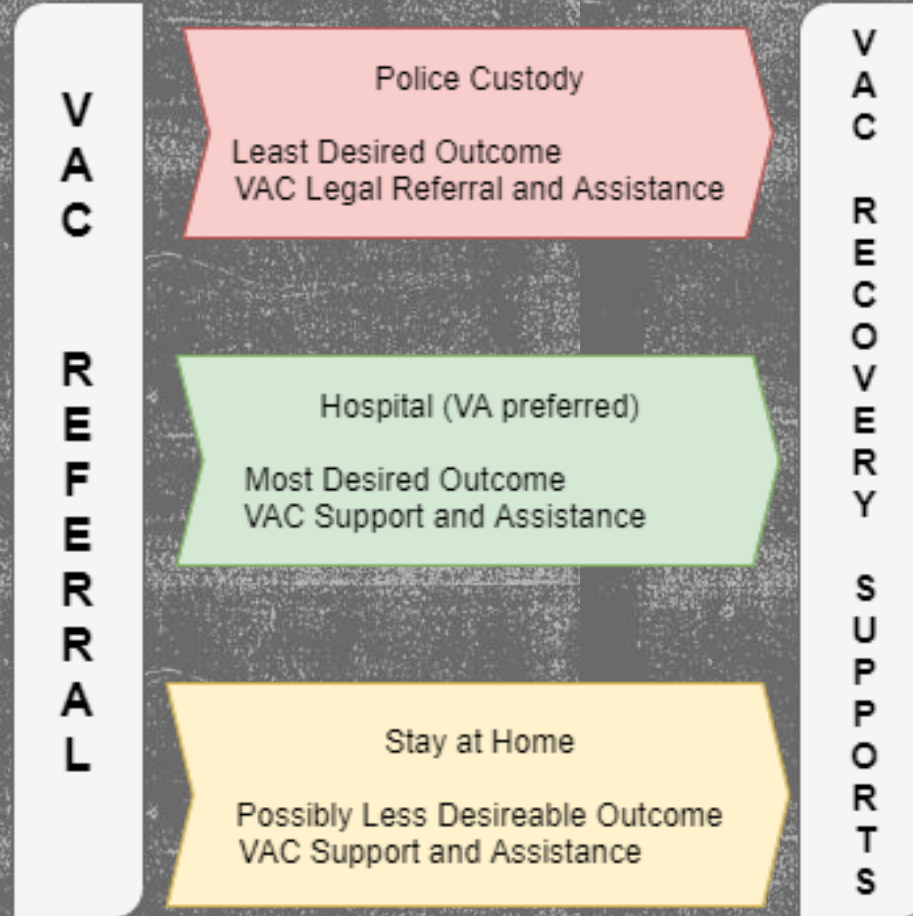 VAC REFERRAL
Police Custody
Least Desired Outcome
VAC Legal Referral and Assistance
Hospital (VA preferred)
Most Desired Outcome
VAC Support and Assistance
Stay at Home
Possibly Less Desireable Outcome
VAC Support and Assistance
VAC RECOVERY SUPPORTS